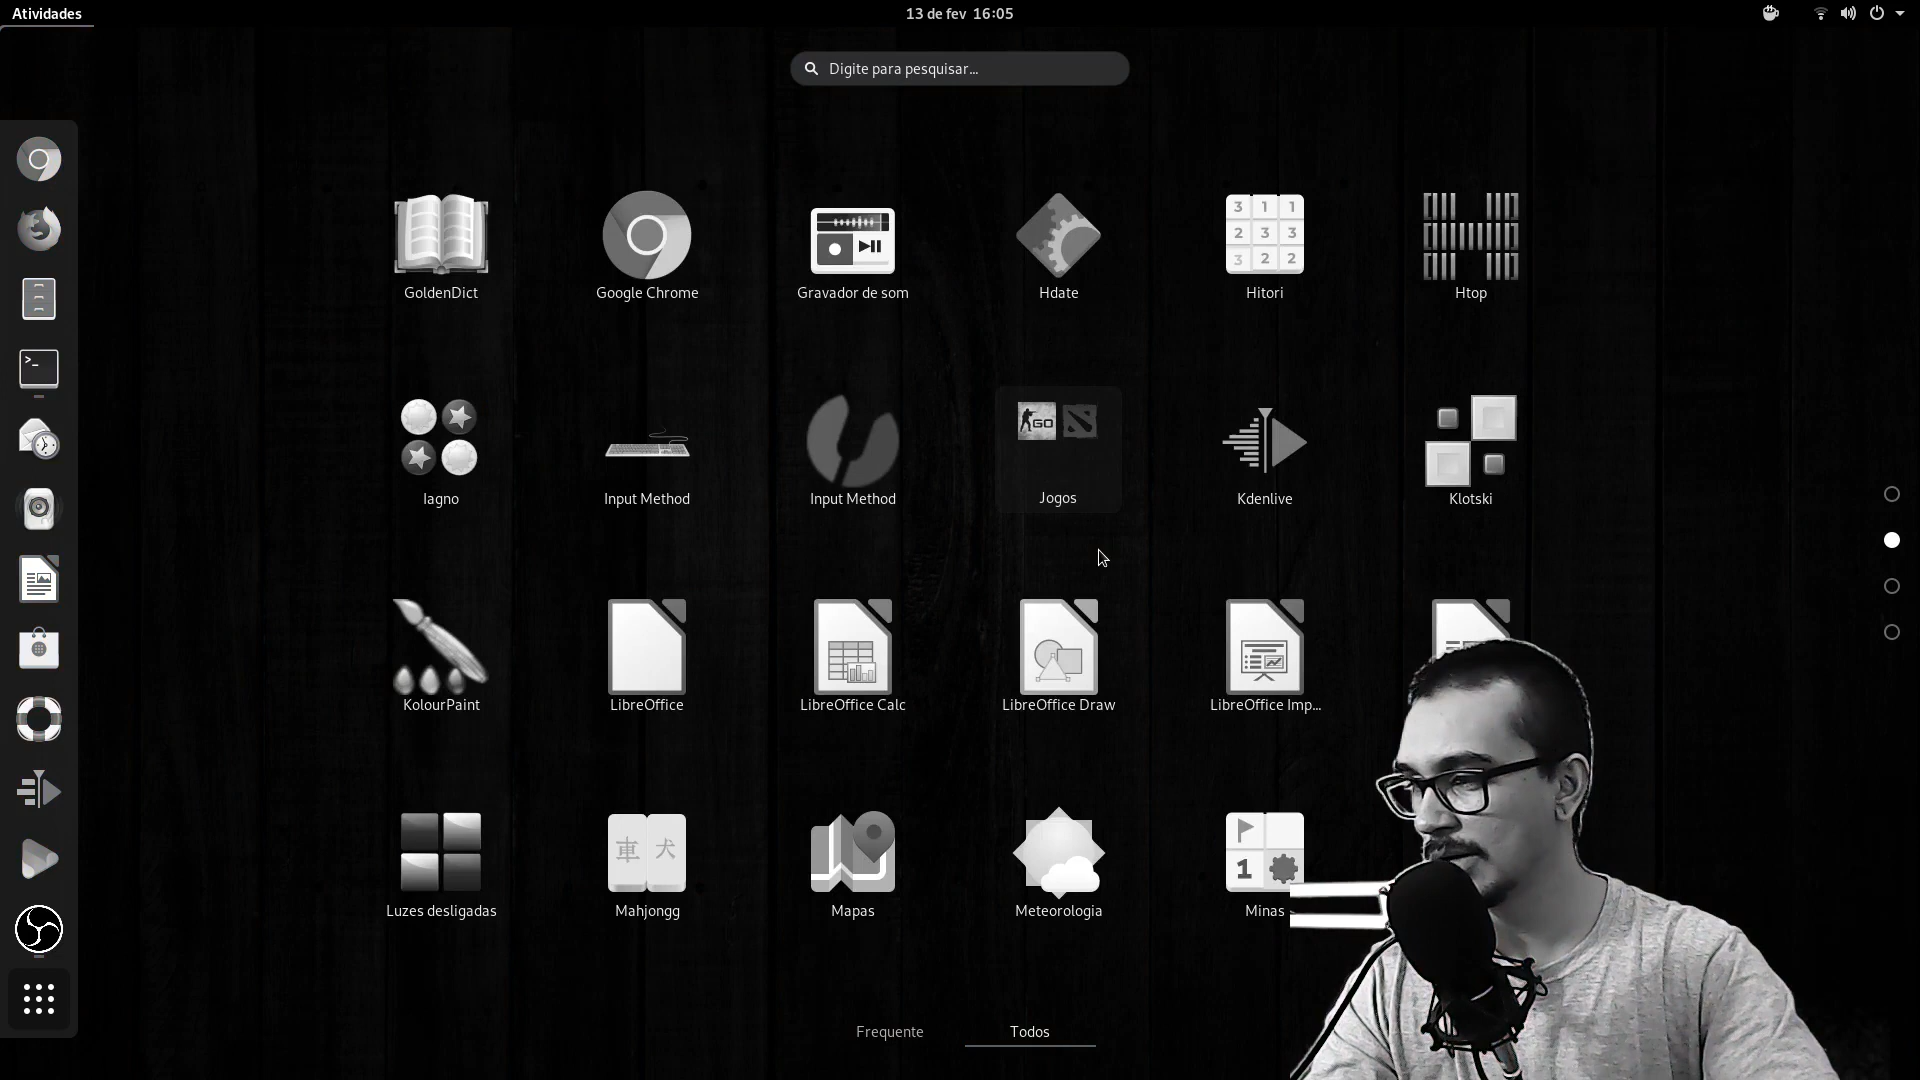 Atividades
13 de fev 16:05
Digite para pesquisar...
GoldenDict
Google Chrome
Gravador de som
Hdate
Hitori
Htop
3 1 1
2 3 3
3 2 2
GO
>_
Iagno
Input Method
Input Method
Jogos
Kdenlive
Klotski
KolourPaint
LibreOffice
LibreOffice Calc
LibreOffice Draw
LibreOffice Imp...
車 犬
1
Luzes desligadas
Mahjongg
Mapas
Meteorologia
Minas
Frequente
Todos